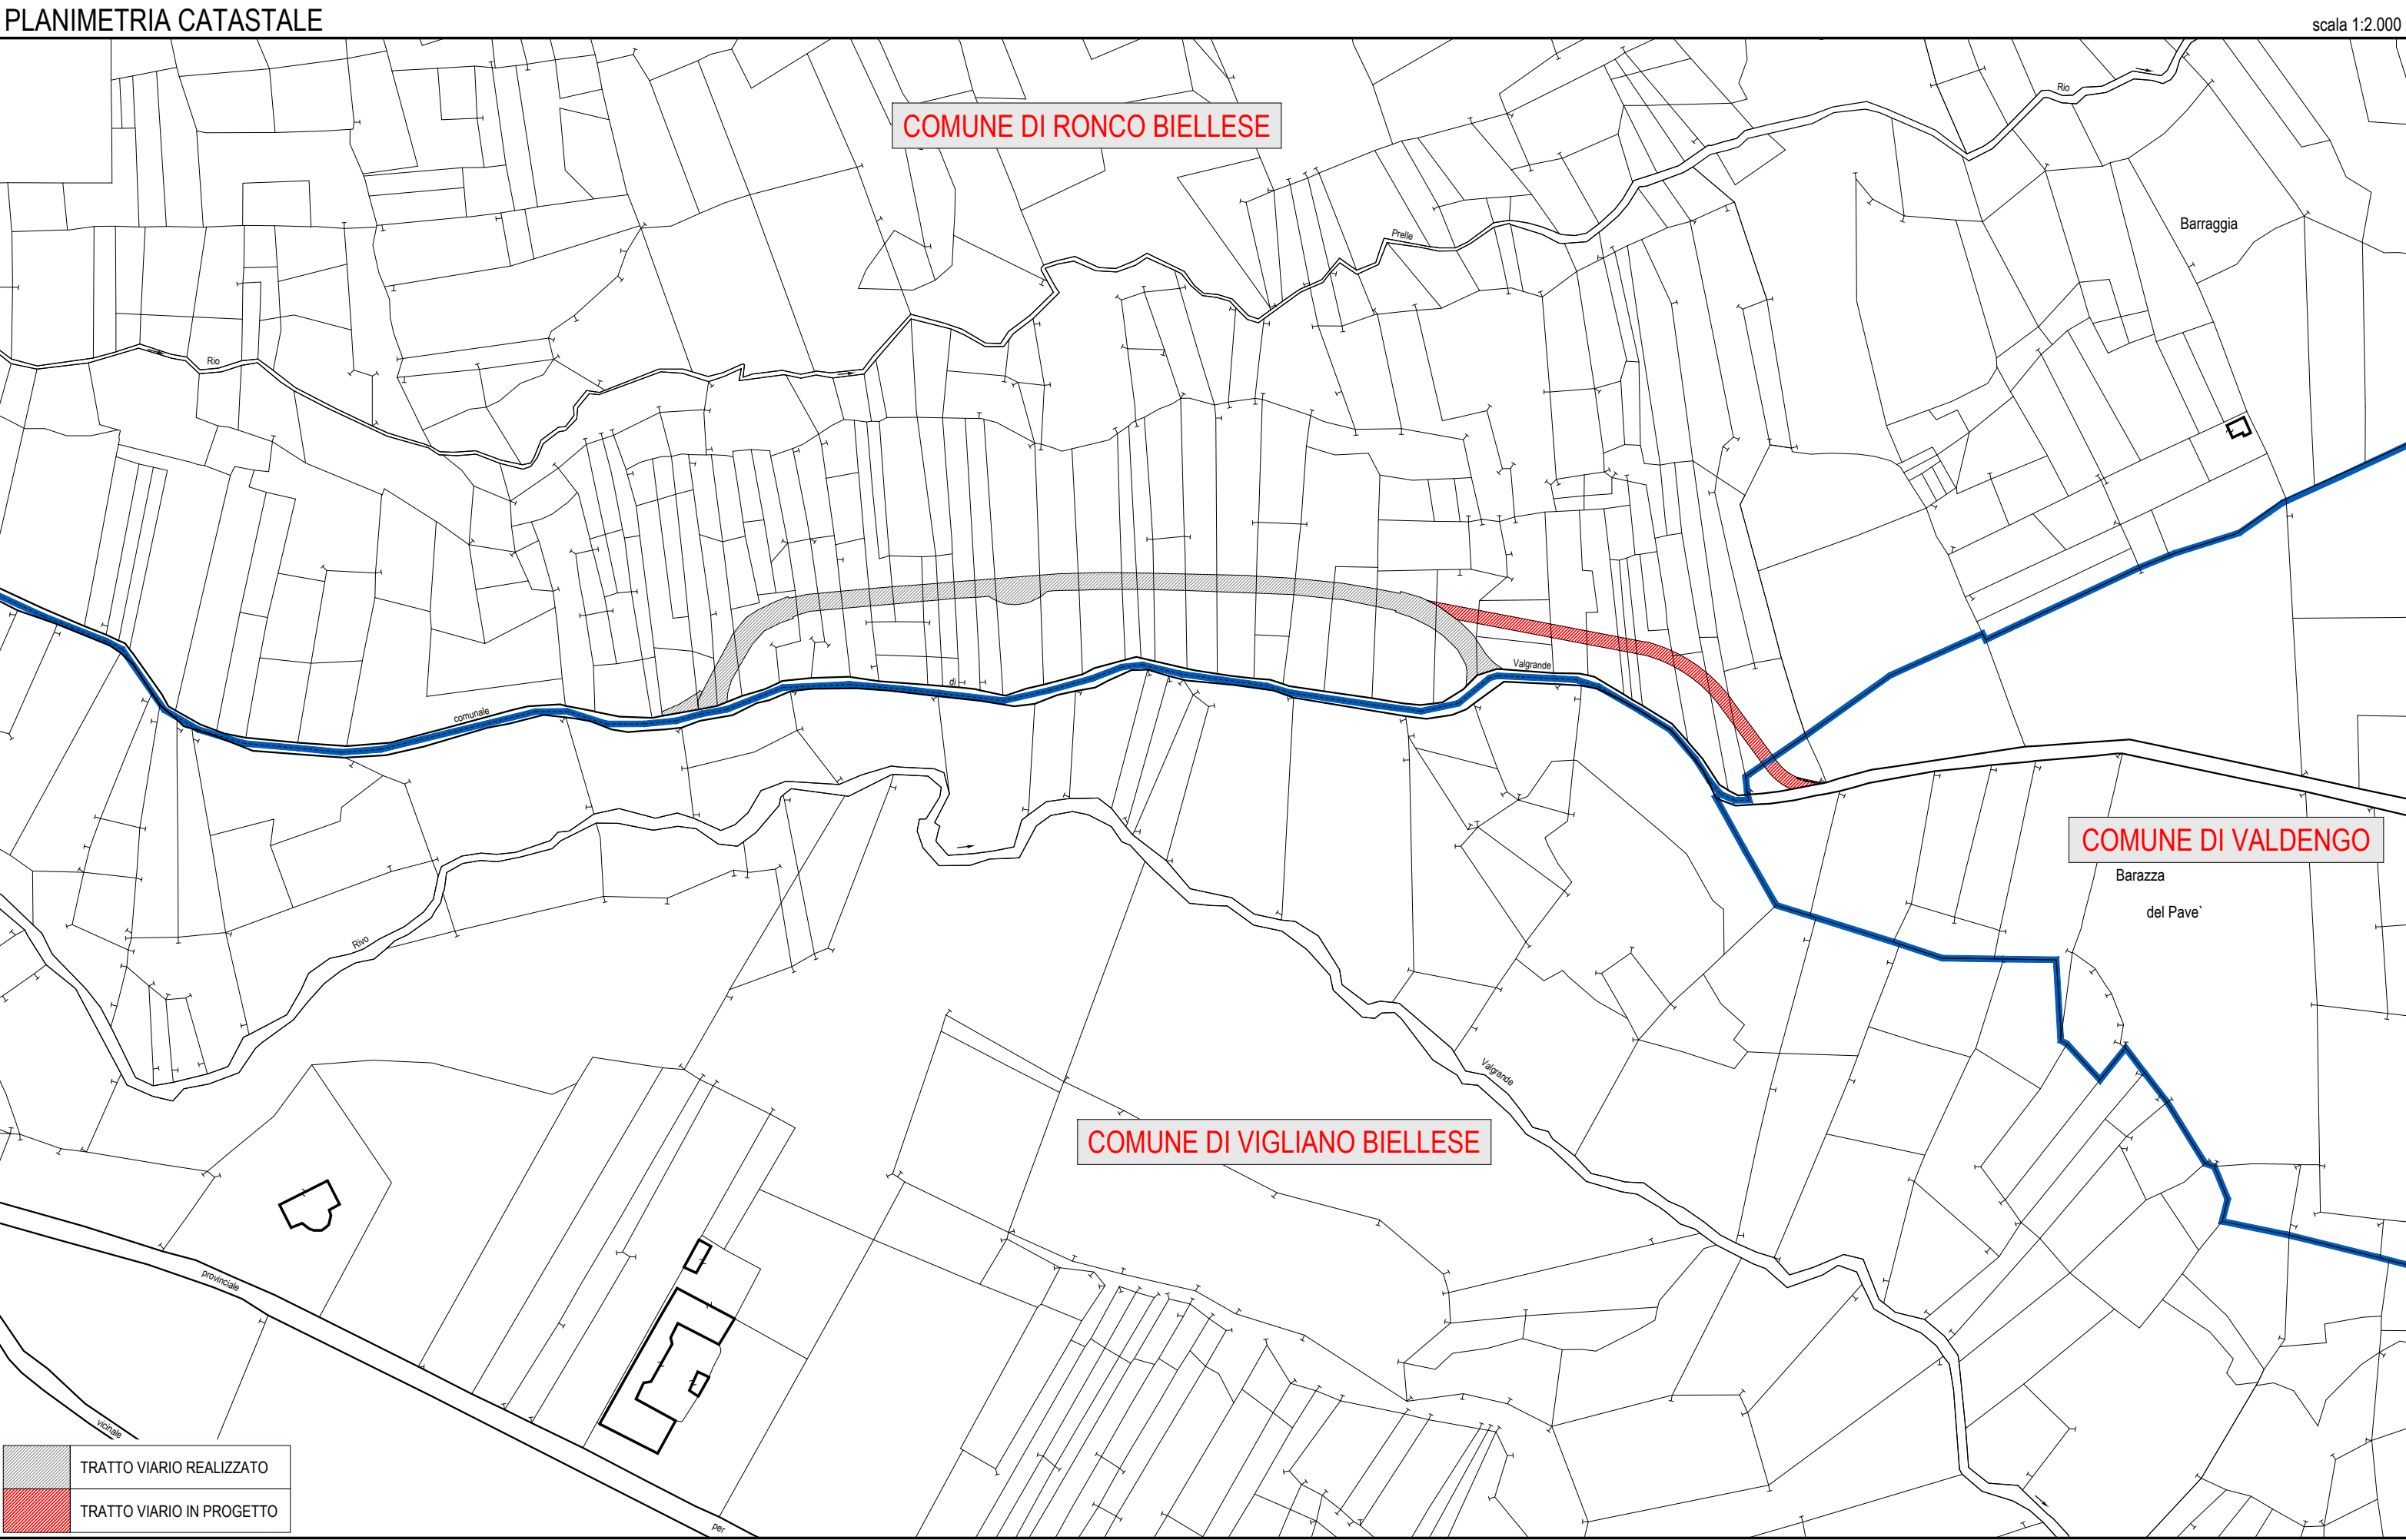 PLANIMETRIA CATASTALE
scala 1:2.000
Rio
COMUNE DI RONCO BIELLESE
Barraggia
Prelle
Rio
Valgrande
di
comunale
COMUNE DI VALDENGO
Barazza
del Pave`
Rivo
Valgrande
COMUNE DI VIGLIANO BIELLESE
provinciale
vicinale
per
TRATTO VIARIO REALIZZATO
TRATTO VIARIO IN PROGETTO